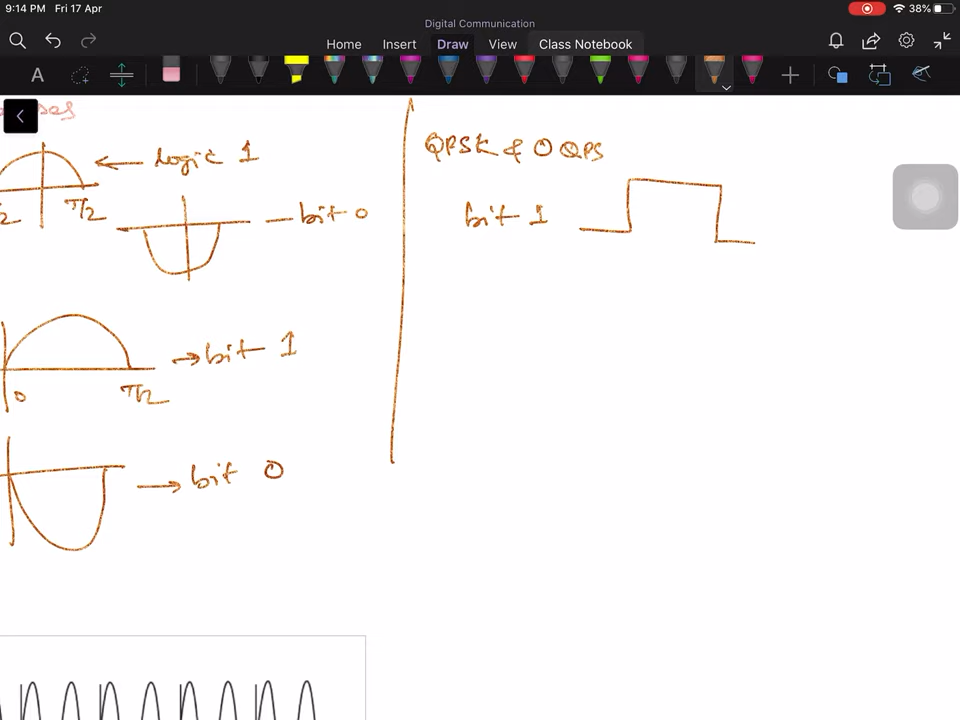 9:14 PM Fri 17 Apr
38%
Digital Communication
Home Insert Draw View Class Notebook
A
← logic 1
π/2
— bit 0
→ bit 1
0
π/2
→ bit 0
QPSK & OQPS
bit 1